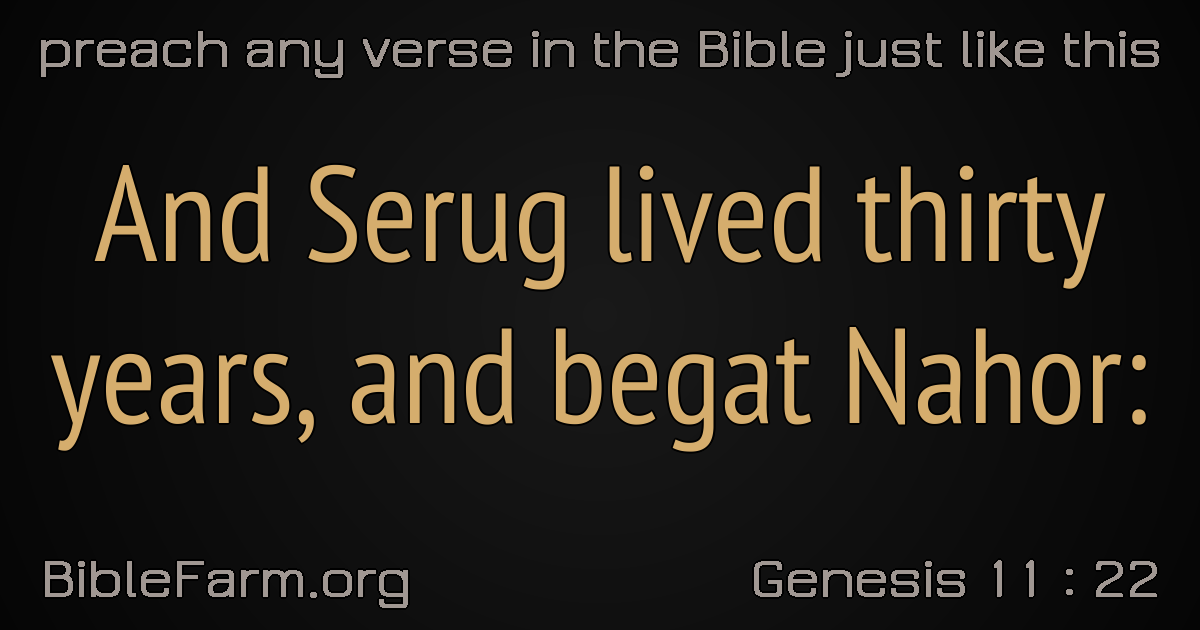 preach any verse in the Bible just like this
And Serug lived thirty
years, and begat Nahor:
BibleFarm.org
Genesis 11 : 22